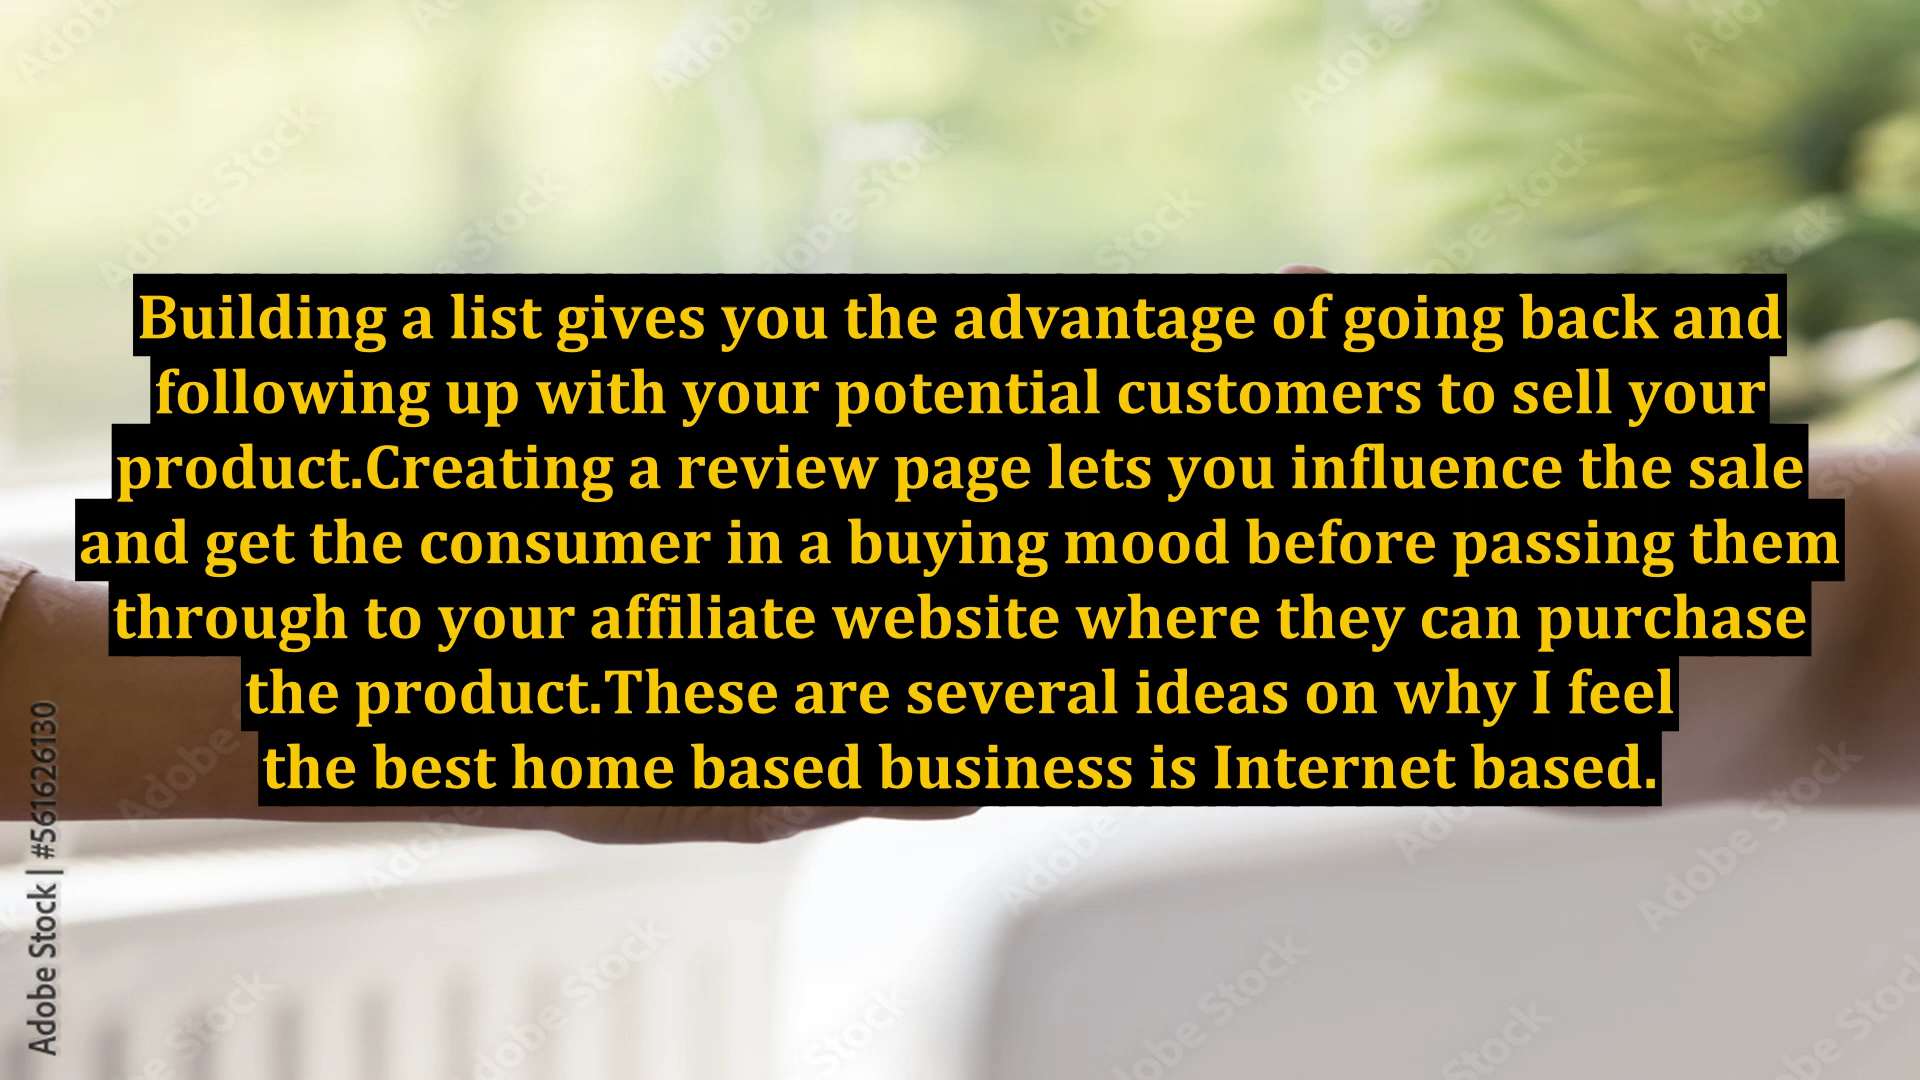 Building a list gives you the advantage of going back and
following up with your potential customers to sell your
product.Creating a review page lets you influence the sale
and get the consumer in a buying mood before passing them
through to your affiliate website where they can purchase
the product.These are several ideas on why I feel
the best home based business is Internet based.
Adobe Stock | #561626130
Adobe Stock